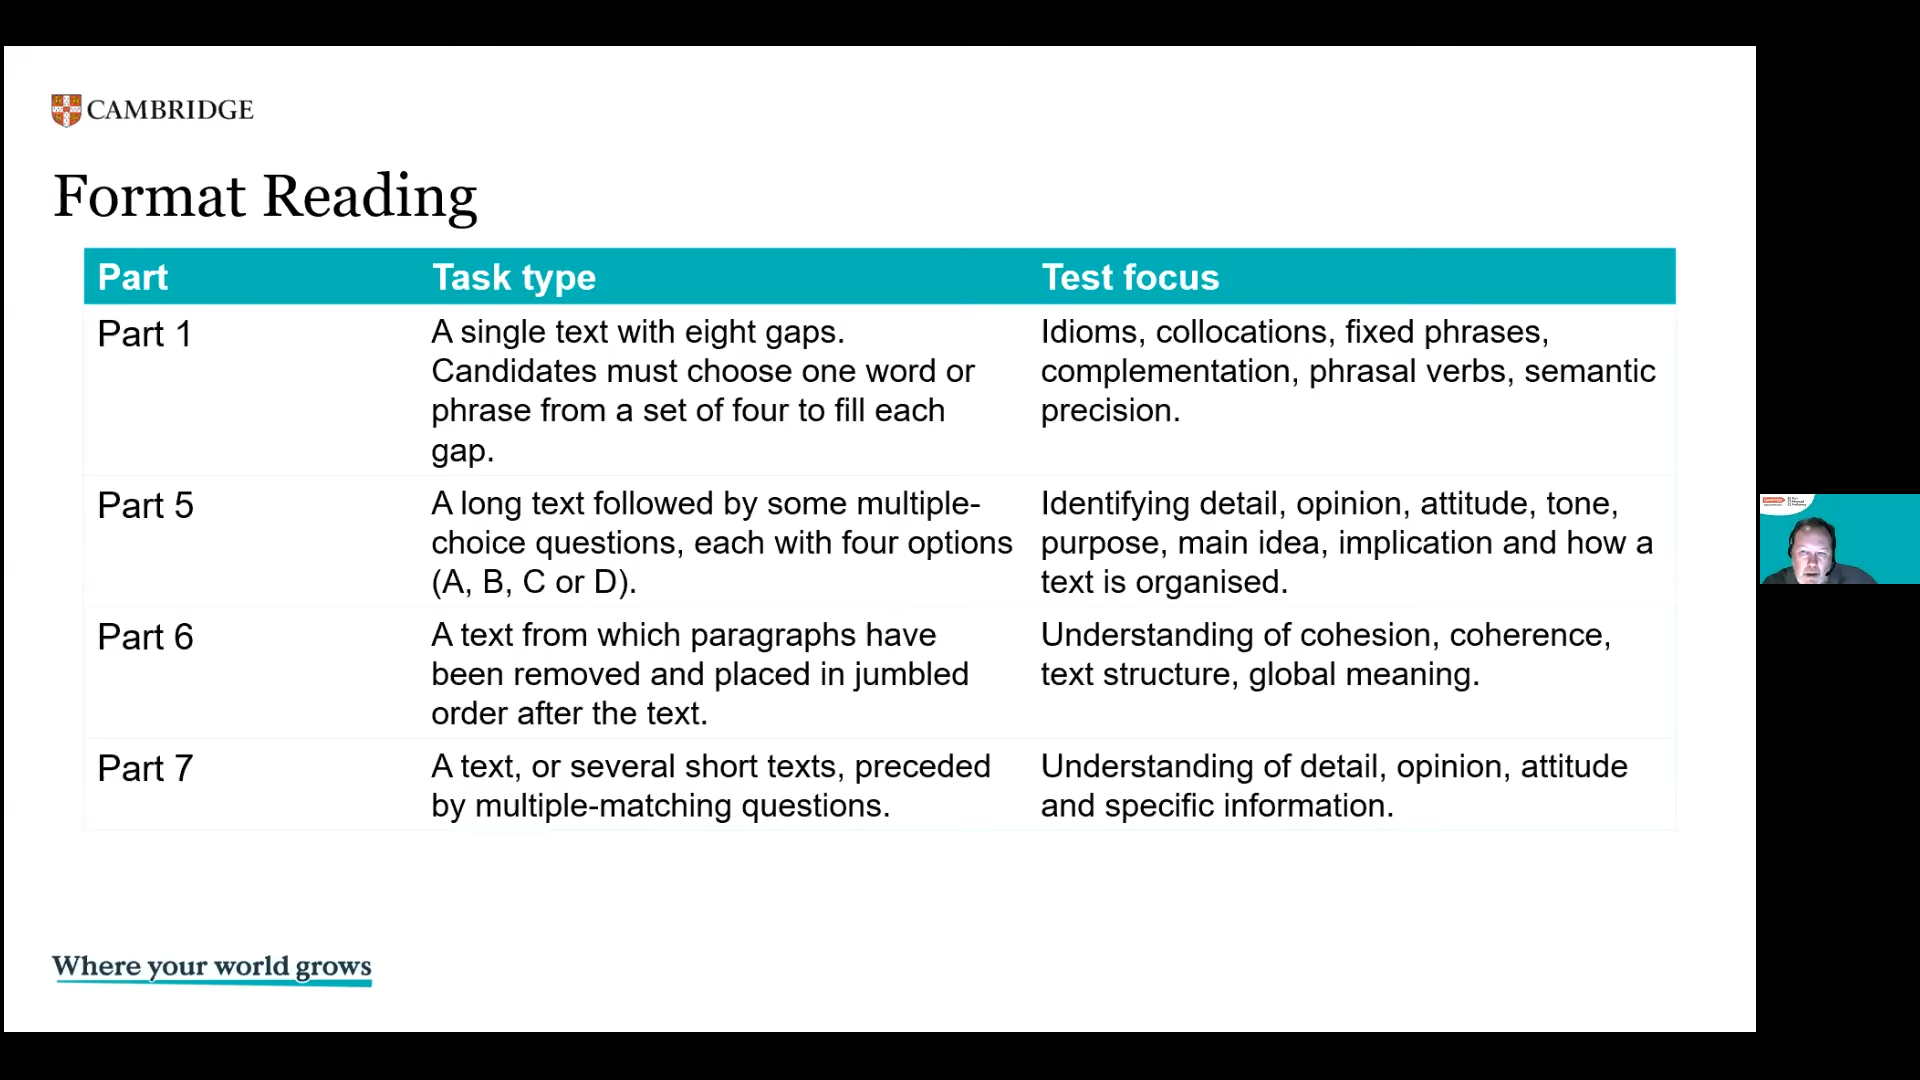 CAMBRIDGE
Format Reading
Part
Task type
Test focus
Part 1
A single text with eight gaps.
Candidates must choose one word or
phrase from a set of four to fill each
gap.
Idioms, collocations, fixed phrases,
complementation, phrasal verbs, semantic
precision.
Part 5
A long text followed by some multiple-
choice questions, each with four options
(A, B, C or D).
Identifying detail, opinion, attitude, tone,
purpose, main idea, implication and how a
text is organised.
Part 6
A text from which paragraphs have
been removed and placed in jumbled
order after the text.
Understanding of cohesion, coherence,
text structure, global meaning.
Part 7
A text, or several short texts, preceded
by multiple-matching questions.
Understanding of detail, opinion, attitude
and specific information.
Where your world grows